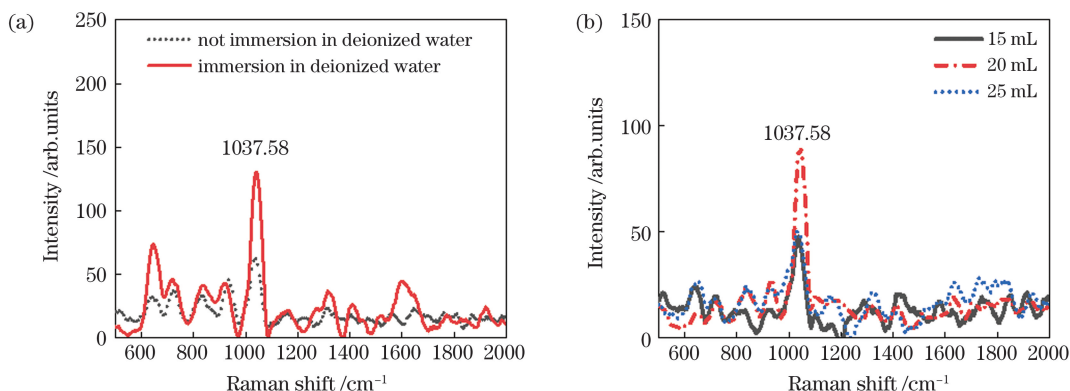 (a)
250
200
150
100
50
0
Intensity /arb.units
not immersion in deionized water
immersion in deionized water
1037.58
600 800 1000 1200 1400 1600 1800 2000
Raman shift /cm⁻¹
(b)
150
100
50
0
Intensity /arb.units
15 mL
20 mL
25 mL
1037.58
600 800 1000 1200 1400 1600 1800 2000
Raman shift /cm⁻¹